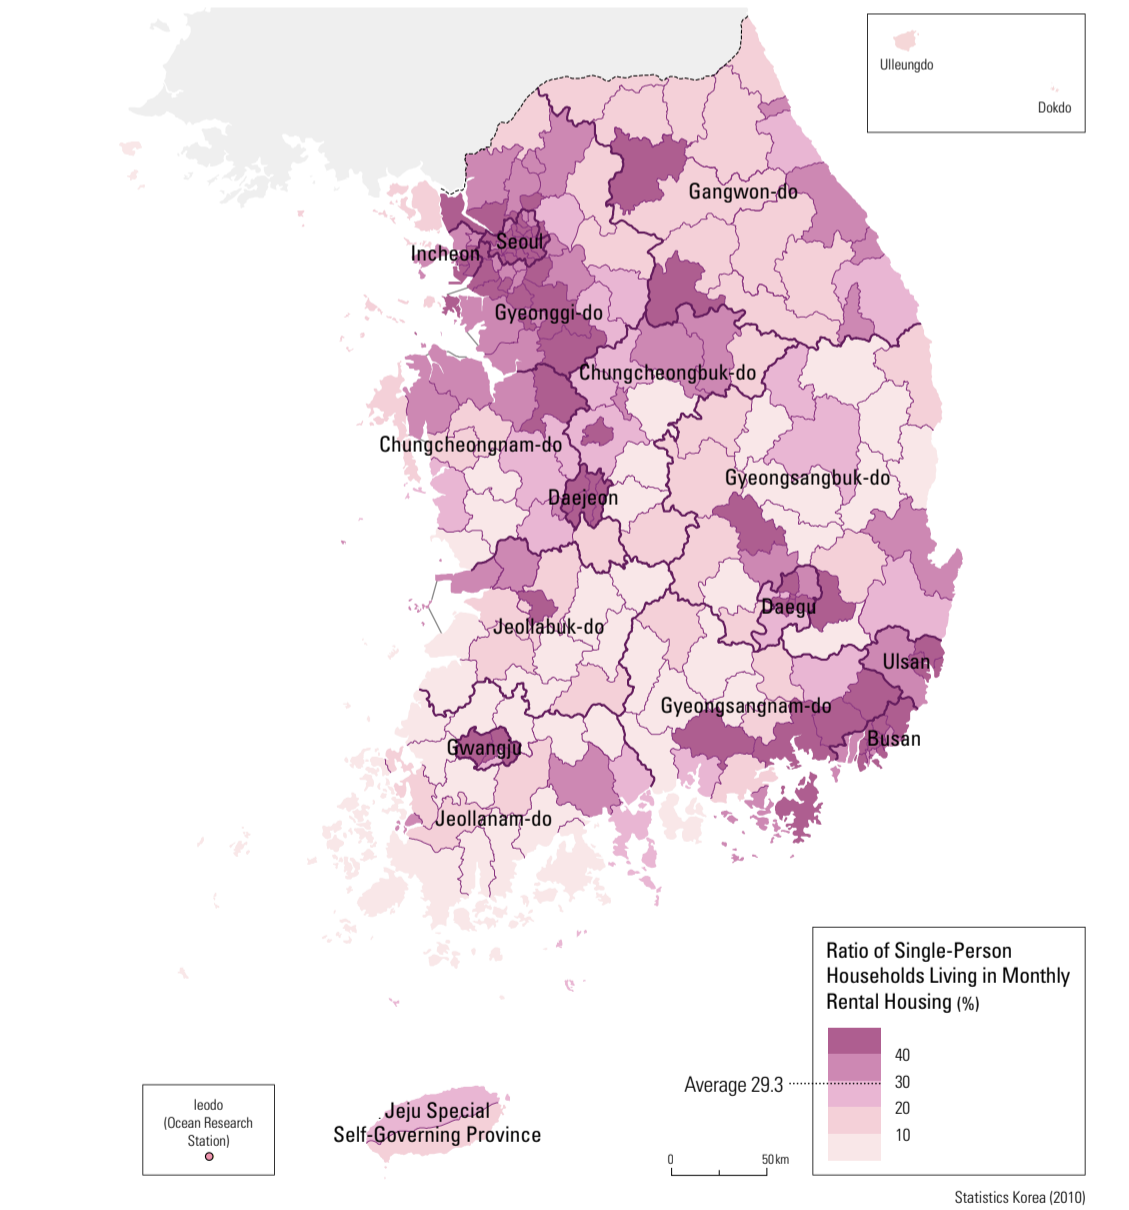 Ulleungdo
Dokdo
Gangwon-do
Seoul
Incheon
Gyeonggi-do
Chungcheongbuk-do
Chungcheongnam-do
Gyeongsangbuk-do
Daejeon
Daegu
Jeollabuk-do
Ulsan
Gyeongsangnam-do
Busan
Gwangju
Jeollanam-do
Ratio of Single-Person
Households Living in Monthly
Rental Housing (%)
40
Average 29.3
30
20
10
Ieodo
(Ocean Research
Station)
Jeju Special
Self-Governing Province
0
50km
Statistics Korea (2010)